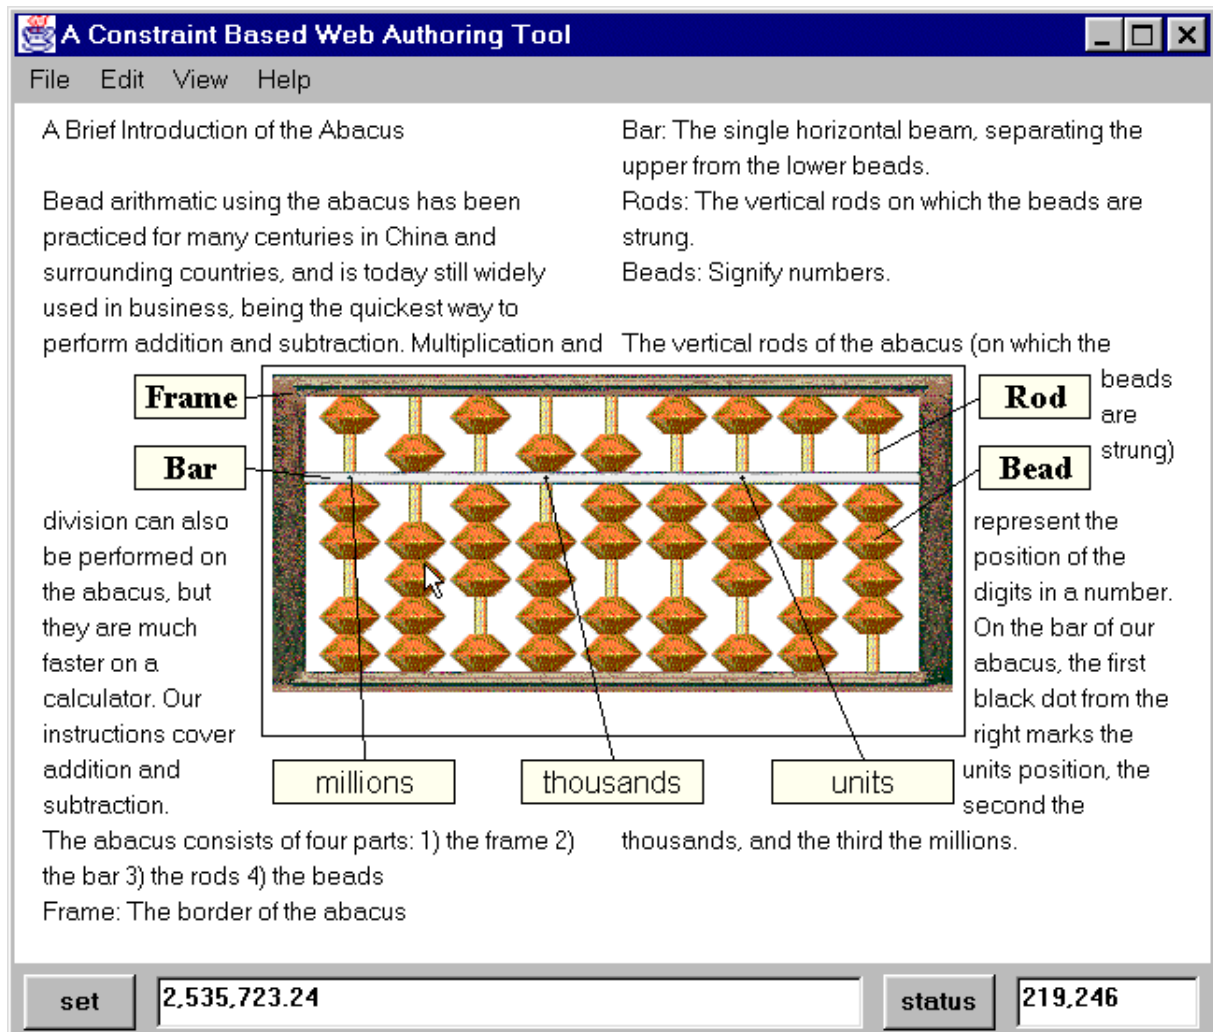 A Constraint Based Web Authoring Tool
File Edit View Help
A Brief Introduction of the Abacus
Bead arithmatic using the abacus has been
practiced for many centuries in China and
surrounding countries, and is today still widely
used in business, being the quickest way to
perform addition and subtraction. Multiplication and
division can also
be performed on
the abacus, but
they are much
faster on a
calculator. Our
instructions cover
addition and
subtraction.
The abacus consists of four parts: 1) the frame 2)
the bar 3) the rods 4) the beads
Frame: The border of the abacus
Bar: The single horizontal beam, separating the
upper from the lower beads.
Rods: The vertical rods on which the beads are
strung.
Beads: Signify numbers.
The vertical rods of the abacus (on which the
beads
are
strung)
represent the
position of the
digits in a number.
On the bar of our
abacus, the first
black dot from the
right marks the
units position, the
second the
thousands, and the third the millions.
Frame
Bar
Rod
Bead
millions
thousands
units
set
2,535,723.24
status
219,246